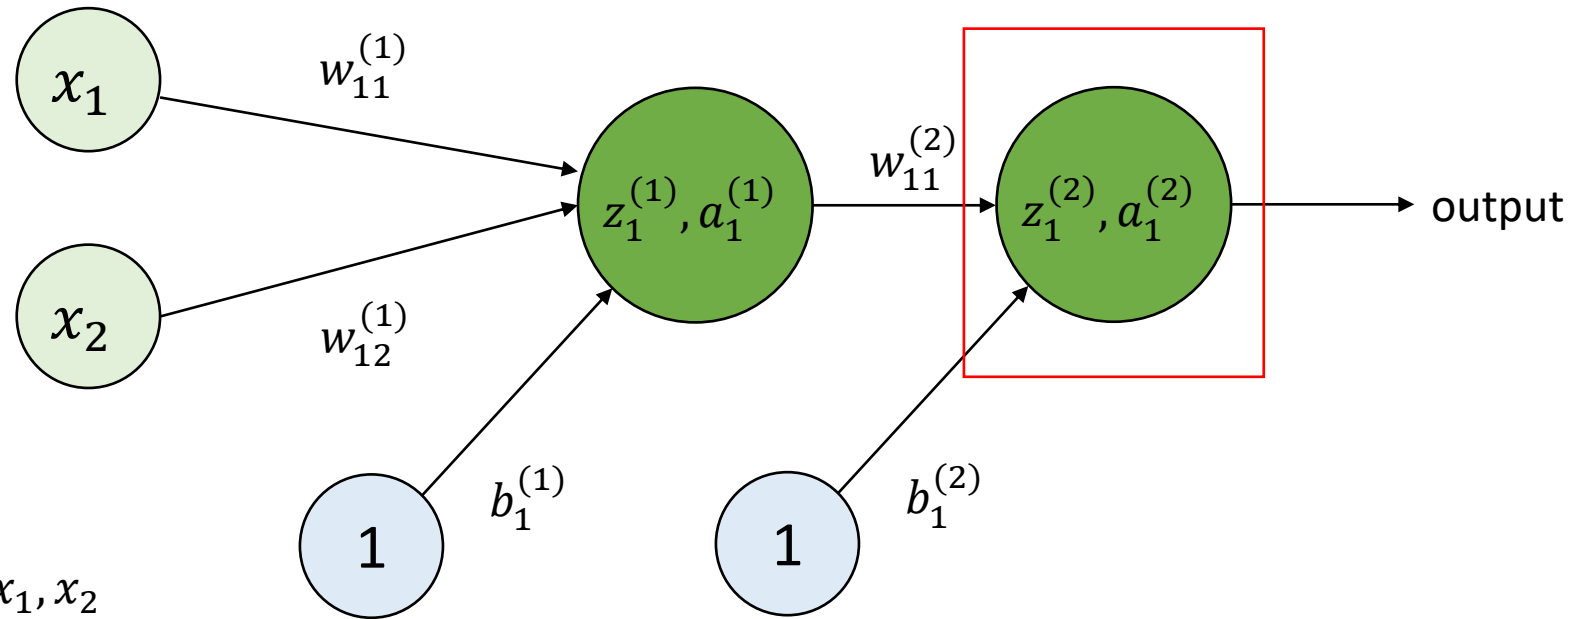 x₁
w₁₁⁽¹⁾
x₂
w₁₂⁽¹⁾
z₁⁽¹⁾, a₁⁽¹⁾
w₁₁⁽²⁾
z₁⁽²⁾, a₁⁽²⁾
output
1
b₁⁽¹⁾
1
b₁⁽²⁾
x₁, x₂